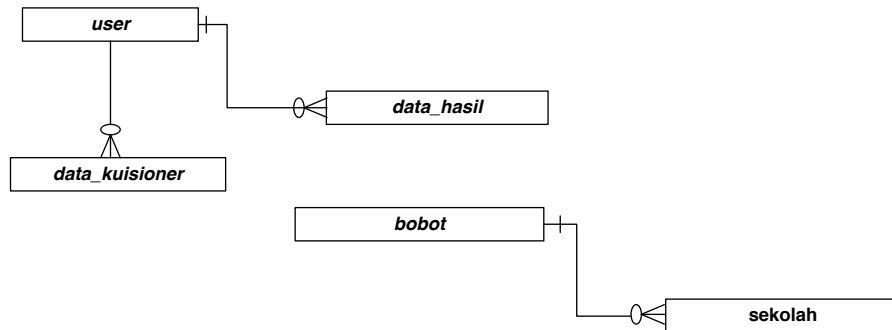 user
data_hasil
data_kuisioner
bobot
sekolah